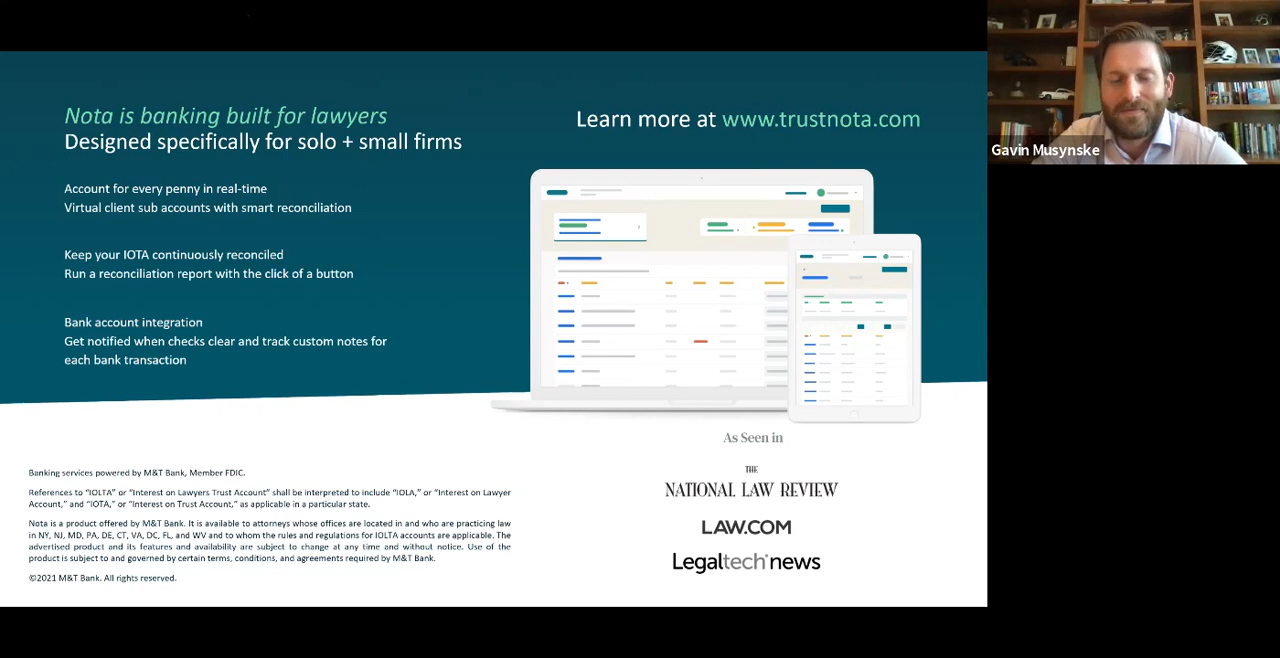 Nota is banking built for lawyers
Designed specifically for solo + small firms
Account for every penny in real-time
Virtual client sub accounts with smart reconciliation
Keep your IOTA continuously reconciled
Run a reconciliation report with the click of a button
Bank account integration
Get notified when checks clear and track custom notes for
each bank transaction
Learn more at www.trustnota.com
As Seen in
THE
NATIONAL LAW REVIEW
LAW.COM
Legaltech news
Banking services powered by M&T Bank, Member FDIC.
References to “IOLTA” or “Interest on Lawyers Trust Account” shall be interpreted to include “IOLA,” or “Interest on Lawyer
Account,” and “IOTA,” or “Interest on Trust Account,” as applicable in a particular state.
Nota is a product offered by M&T Bank. It is available to attorneys whose offices are located in and who are practicing law
in NY, NJ, MD, PA, DE, CT, VA, DC, FL, and WV and to whom the rules and regulations for IOLTA accounts are applicable. The
advertised product and its features and availability are subject to change at any time and without notice. Use of the
product is subject to and governed by certain terms, conditions, and agreements required by M&T Bank.
©2021 M&T Bank. All rights reserved.
Gavin Musynske